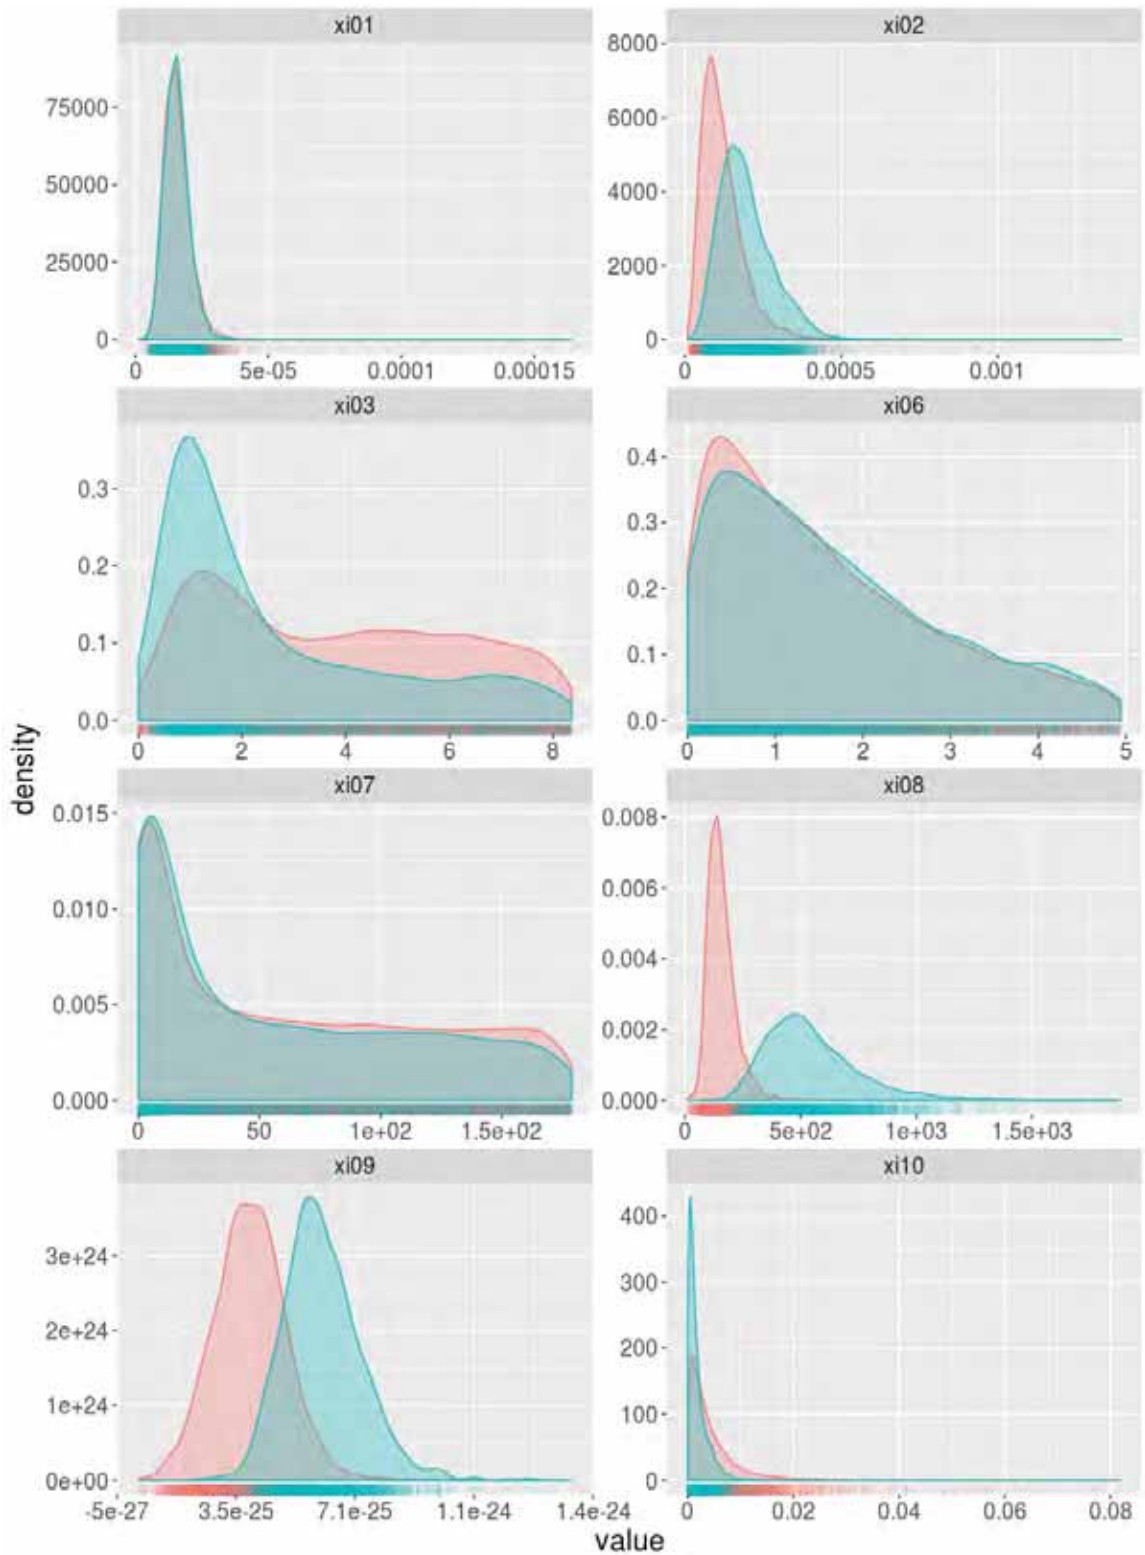 xi01
xi02
75000
50000
25000
0
0
5e-05
0.0001
0.00015
8000
6000
4000
2000
0
0
0.0005
0.001
xi03
xi06
0.3
0.2
0.1
0.0
0
2
4
6
8
0.4
0.3
0.2
0.1
0.0
0
1
2
3
4
5
density
xi07
xi08
0.015
0.010
0.005
0.000
0
50
1e+02
1.5e+02
0.008
0.006
0.004
0.002
0.000
0
5e+02
1e+03
1.5e+03
xi09
xi10
3e+24
2e+24
1e+24
0e+00
-5e-27
3.5e-25
7.1e-25
1.1e-24
1.4e-24
400
300
200
100
0
0
0.02
0.04
0.06
0.08
value